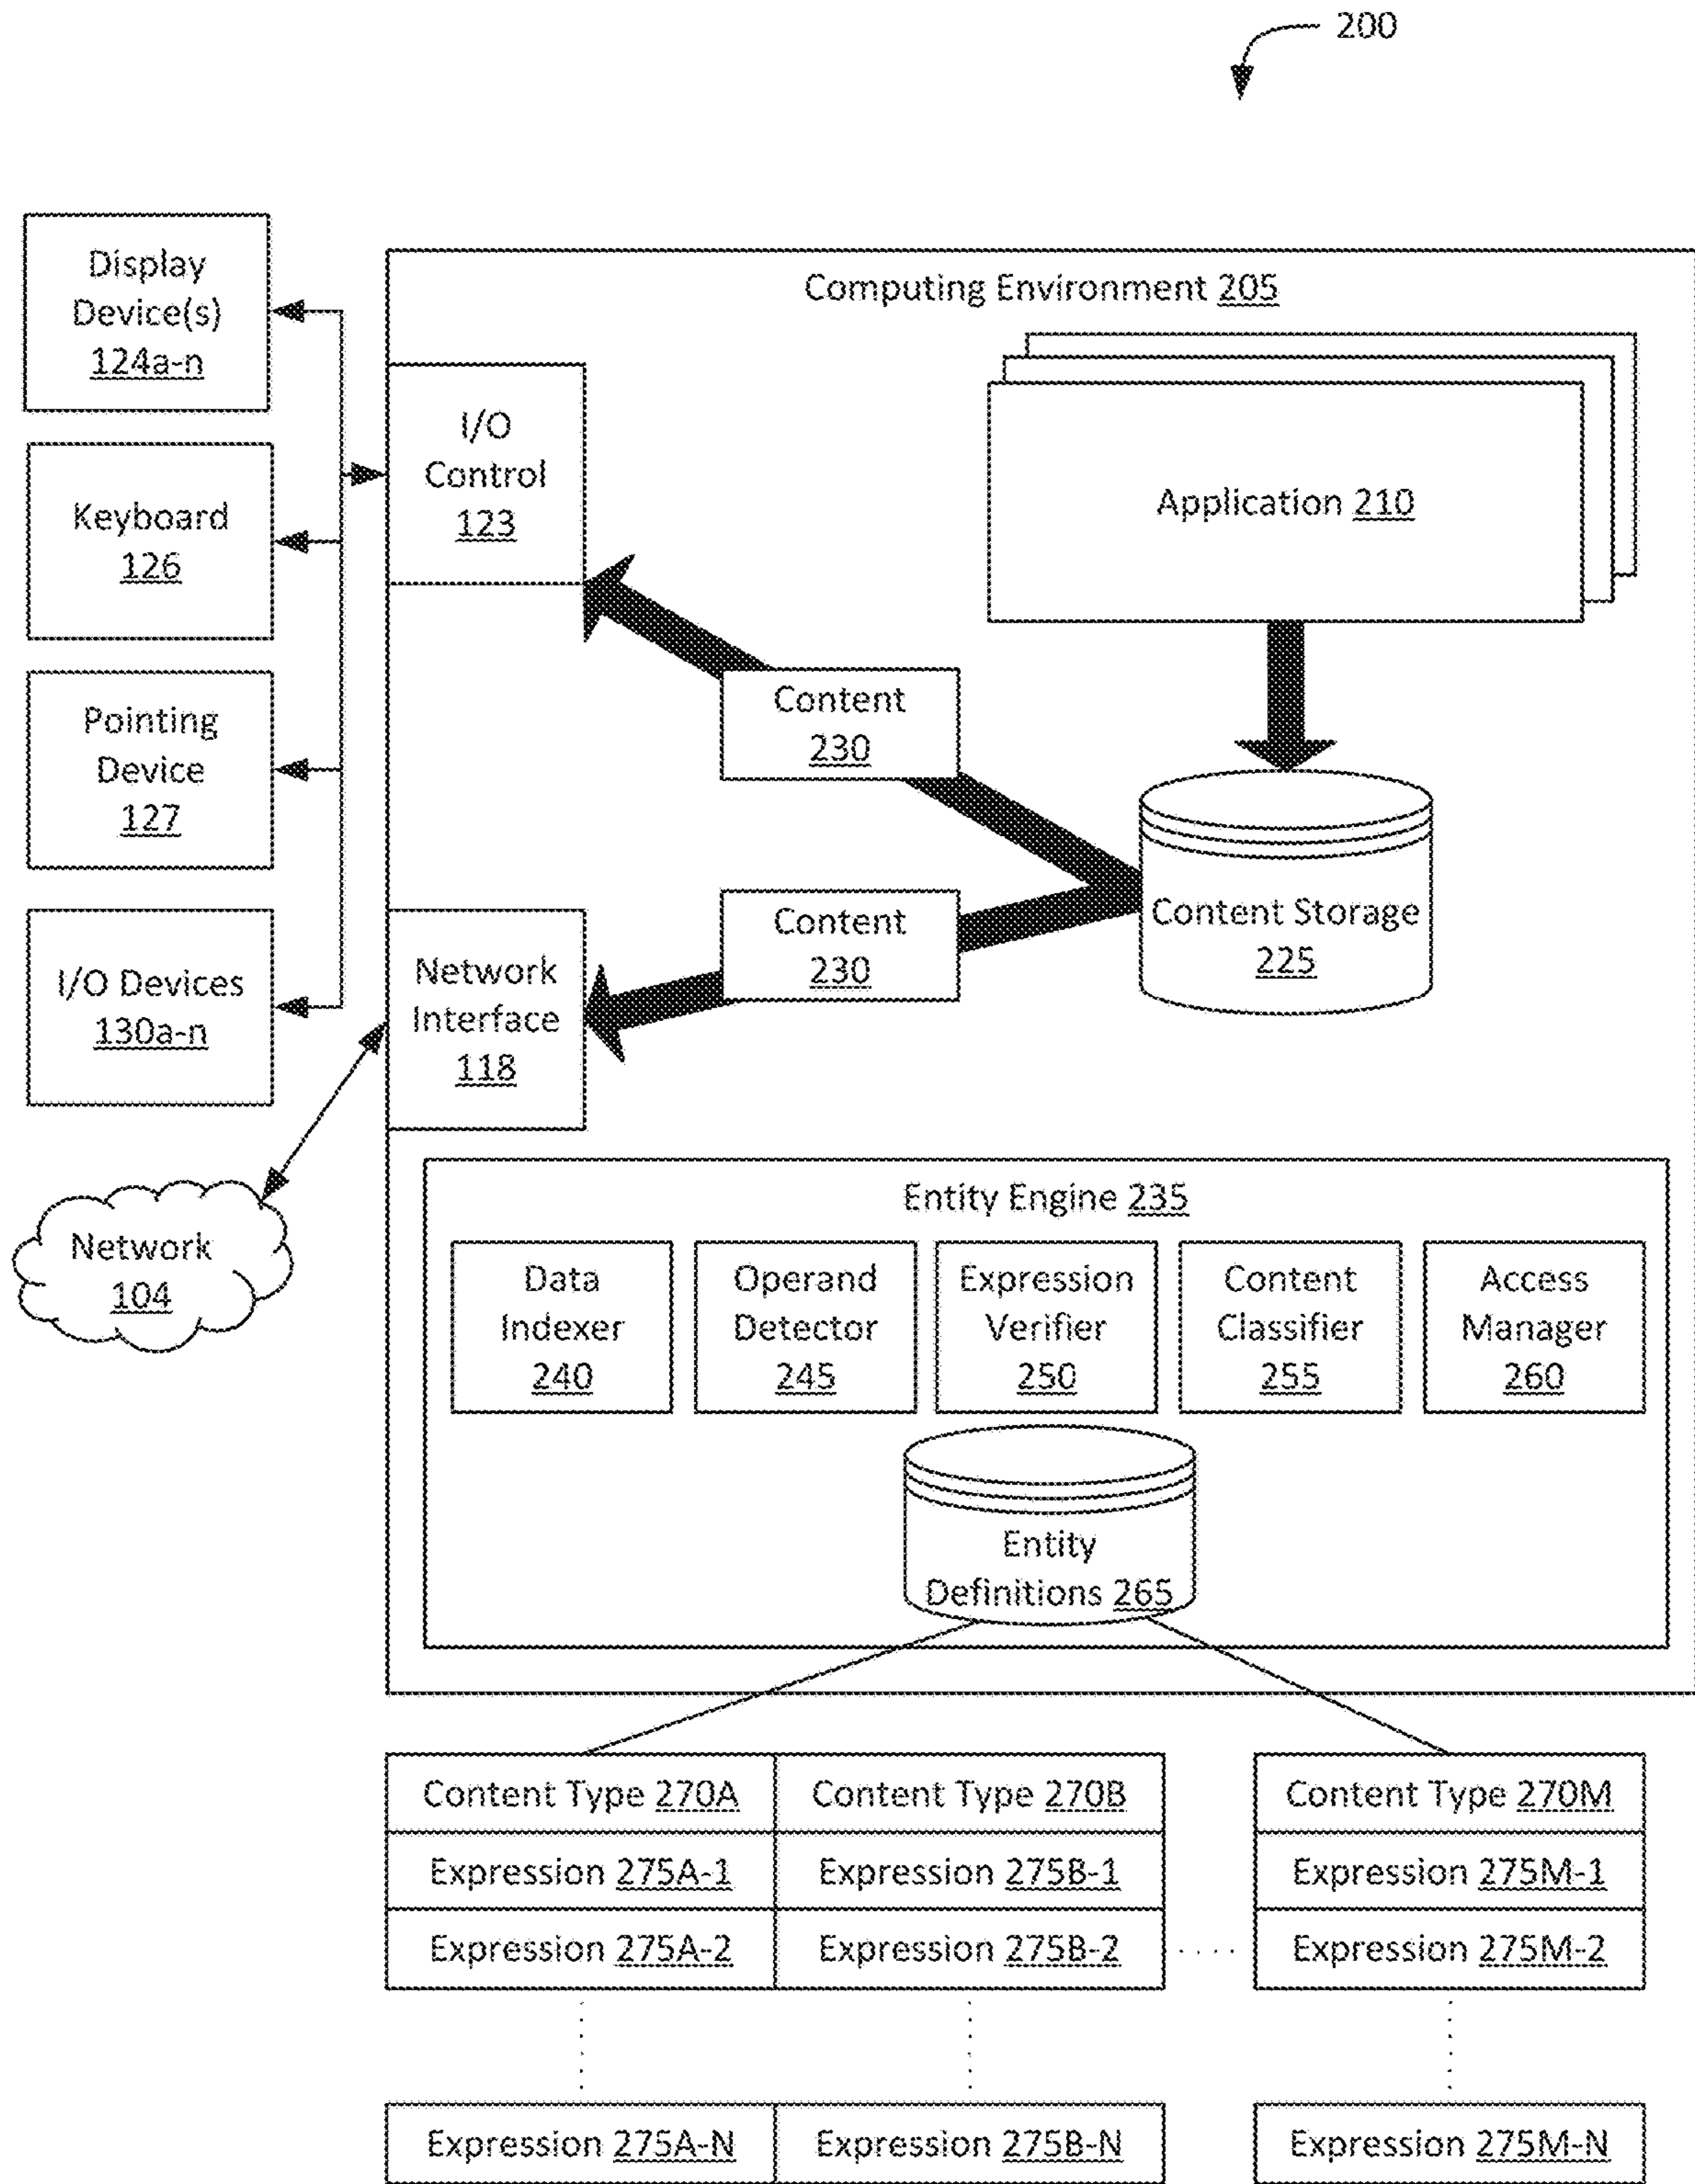 200
Display
Device(s)
124a-n
Keyboard
126
Pointing
Device
127
I/O Devices
130a-n
Network
104
Computing Environment 205
I/O
Control
123
Application 210
Content
230
Content
230
Content Storage
225
Network
Interface
118
Entity Engine 235
Data
Indexer
240
Operand
Detector
245
Expression
Verifier
250
Content
Classifier
255
Access
Manager
260
Entity
Definitions 265
Content Type 270A
Content Type 270B
Content Type 270M
Expression 275A-1
Expression 275B-1
Expression 275M-1
Expression 275A-2
Expression 275B-2
Expression 275M-2
Expression 275A-N
Expression 275B-N
Expression 275M-N